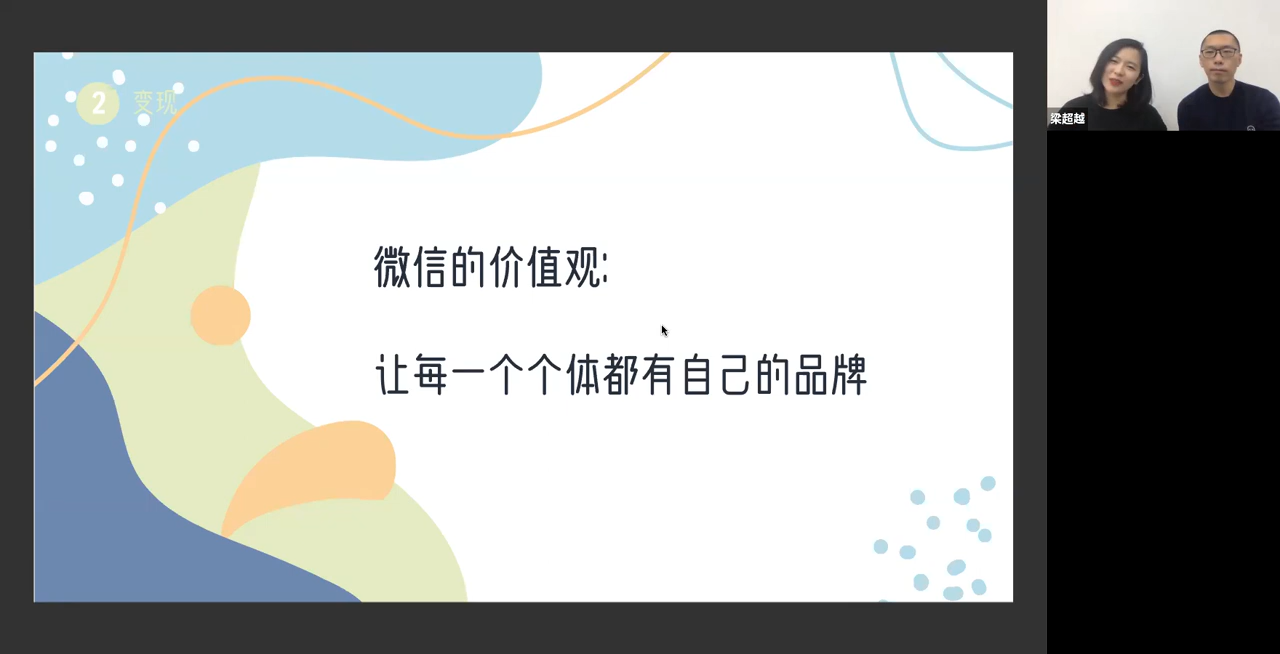 2 变现
微信的价值观:
让每一个个体都有自己的品牌
梁超越